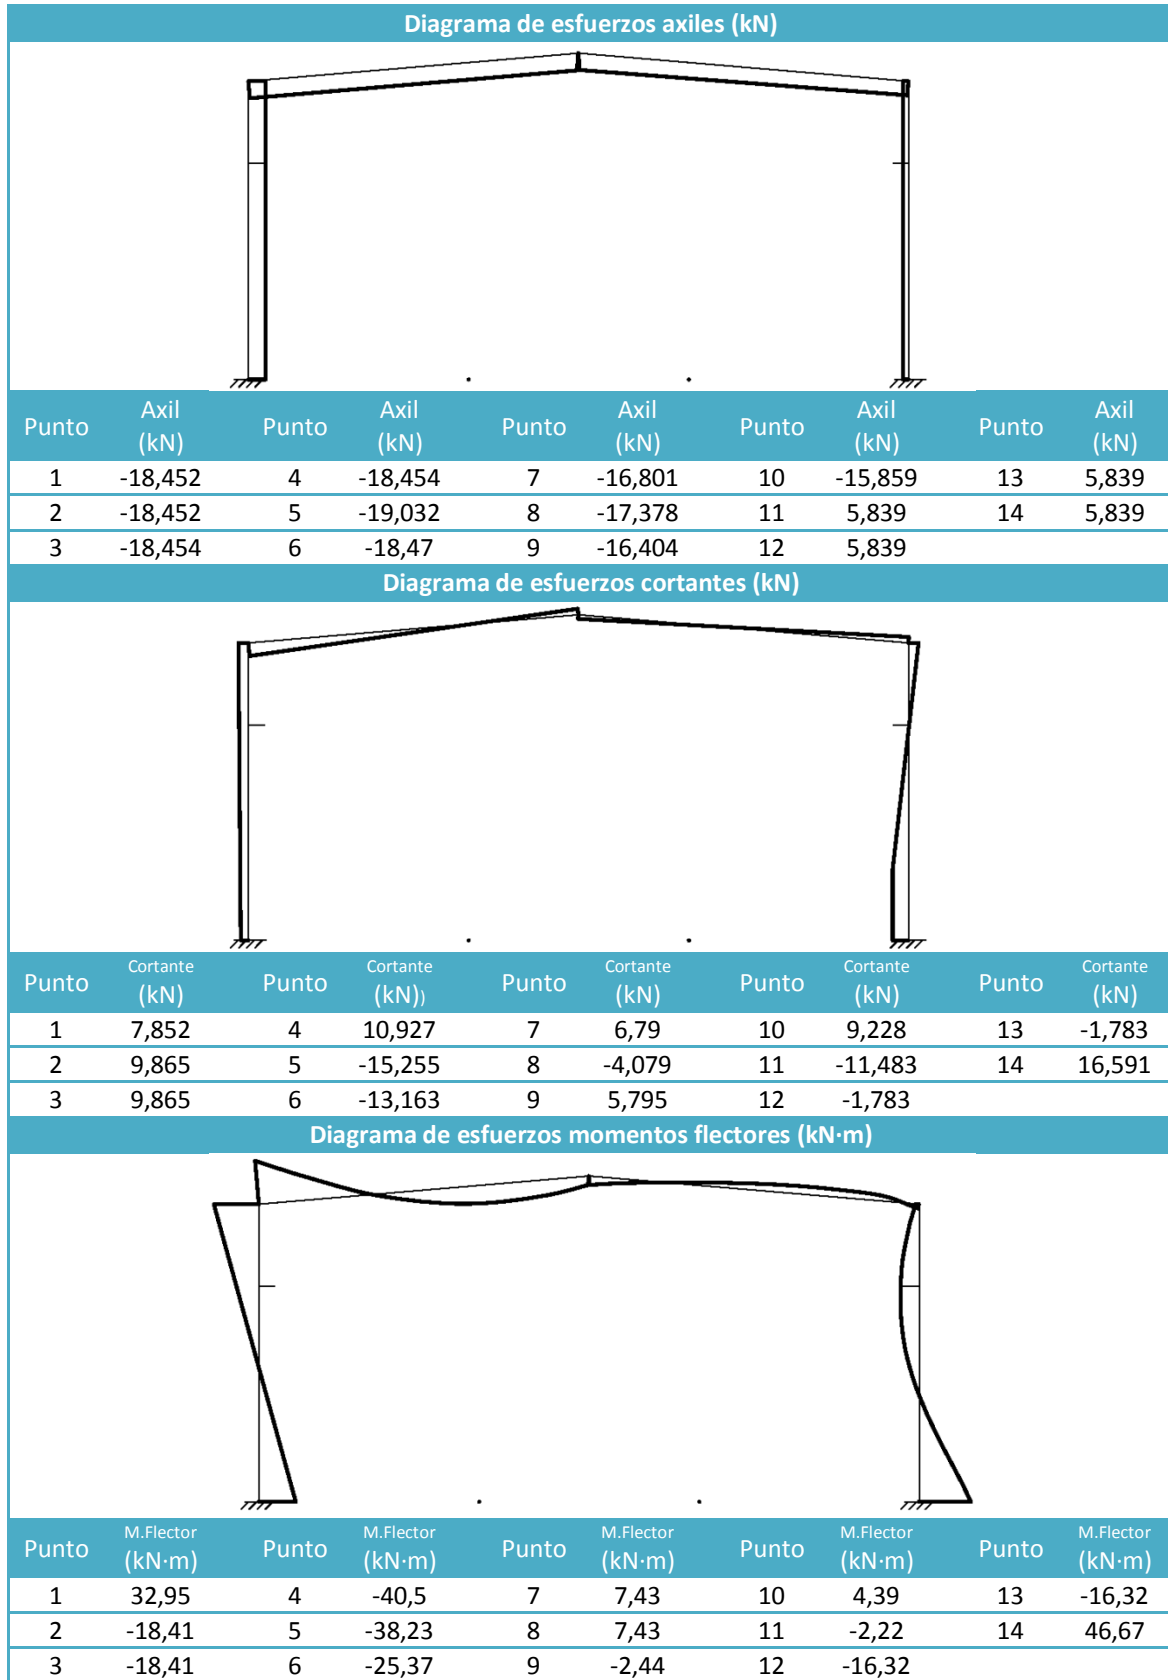 Diagrama de esfuerzos axiles (kN)
Punto Axil (kN) Punto Axil (kN) Punto Axil (kN) Punto Axil (kN) Punto Axil (kN)
1 -18,452 4 -18,454 7 -16,801 10 -15,859 13 5,839
2 -18,452 5 -19,032 8 -17,378 11 5,839 14 5,839
3 -18,454 6 -18,47 9 -16,404 12 5,839
Diagrama de esfuerzos cortantes (kN)
Punto Cortante (kN) Punto Cortante (kN)) Punto Cortante (kN) Punto Cortante (kN) Punto Cortante (kN)
1 7,852 4 10,927 7 6,79 10 9,228 13 -1,783
2 9,865 5 -15,255 8 -4,079 11 -11,483 14 16,591
3 9,865 6 -13,163 9 5,795 12 -1,783
Diagrama de esfuerzos momentos flectores (kN·m)
Punto M.Flector (kN·m) Punto M.Flector (kN·m) Punto M.Flector (kN·m) Punto M.Flector (kN·m) Punto M.Flector (kN·m)
1 32,95 4 -40,5 7 7,43 10 4,39 13 -16,32
2 -18,41 5 -38,23 8 7,43 11 -2,22 14 46,67
3 -18,41 6 -25,37 9 -2,44 12 -16,32